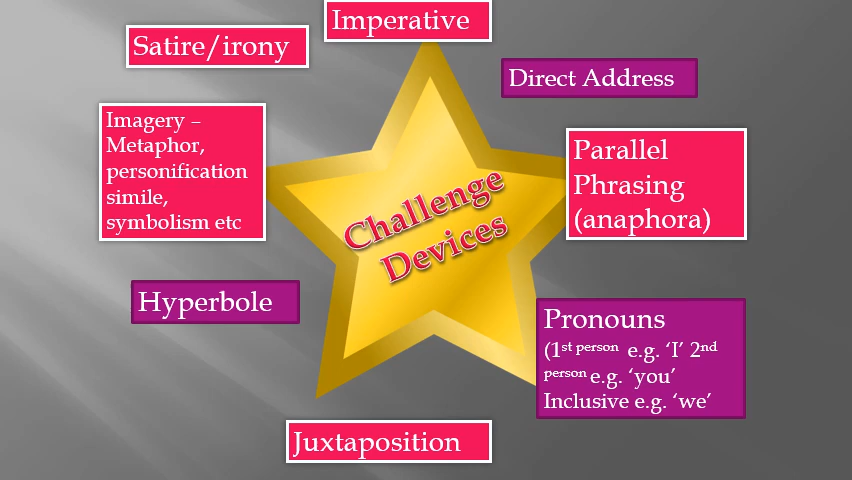 Imperative
Satire/irony
Direct Address
Imagery –
Metaphor,
personification
simile,
symbolism etc
Parallel
Phrasing
(anaphora)
Challenge
Devices
Hyperbole
Pronouns
(1st person e.g. ‘I’ 2nd
person e.g. ‘you’
Inclusive e.g. ‘we’
Juxtaposition